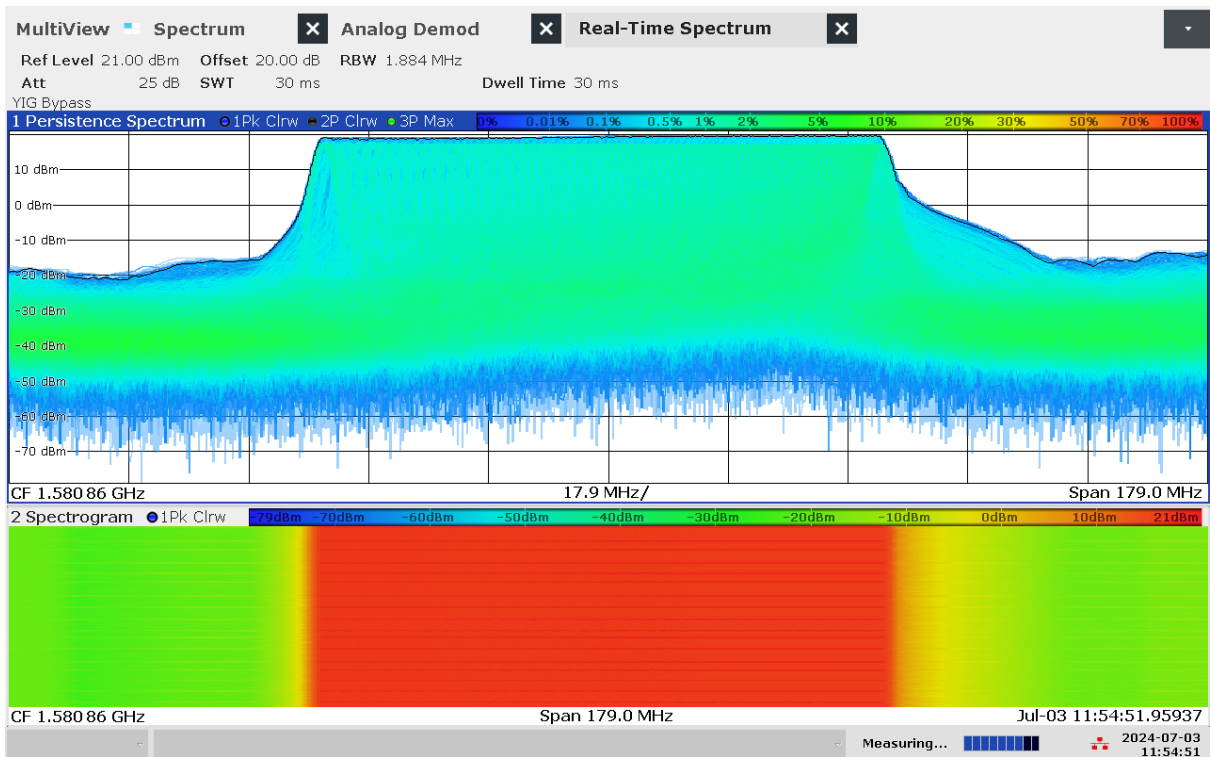 MultiView Spectrum X Analog Demod X Real-Time Spectrum X
Ref Level 21.00 dBm Offset 20.00 dB RBW 1.884 MHz
Att 25 dB SWT 30 ms Dwell Time 30 ms
YIG Bypass
1 Persistence Spectrum 1Pk Clrw 2P Clrw 3P Max 0% 0.01% 0.1% 0.5% 1% 2% 5% 10% 20% 30% 50% 70% 100%
10 dBm
0 dBm
-10 dBm
-20 dBm
-30 dBm
-40 dBm
-50 dBm
-60 dBm
-70 dBm
CF 1.580 86 GHz 17.9 MHz/ Span 179.0 MHz
2 Spectrogram 1Pk Clrw -79dBm -70dBm -60dBm -50dBm -40dBm -30dBm -20dBm -10dBm 0dBm 10dBm 21dBm
CF 1.580 86 GHz Span 179.0 MHz Jul-03 11:54:51.95937
Measuring... 2024-07-03
11:54:51